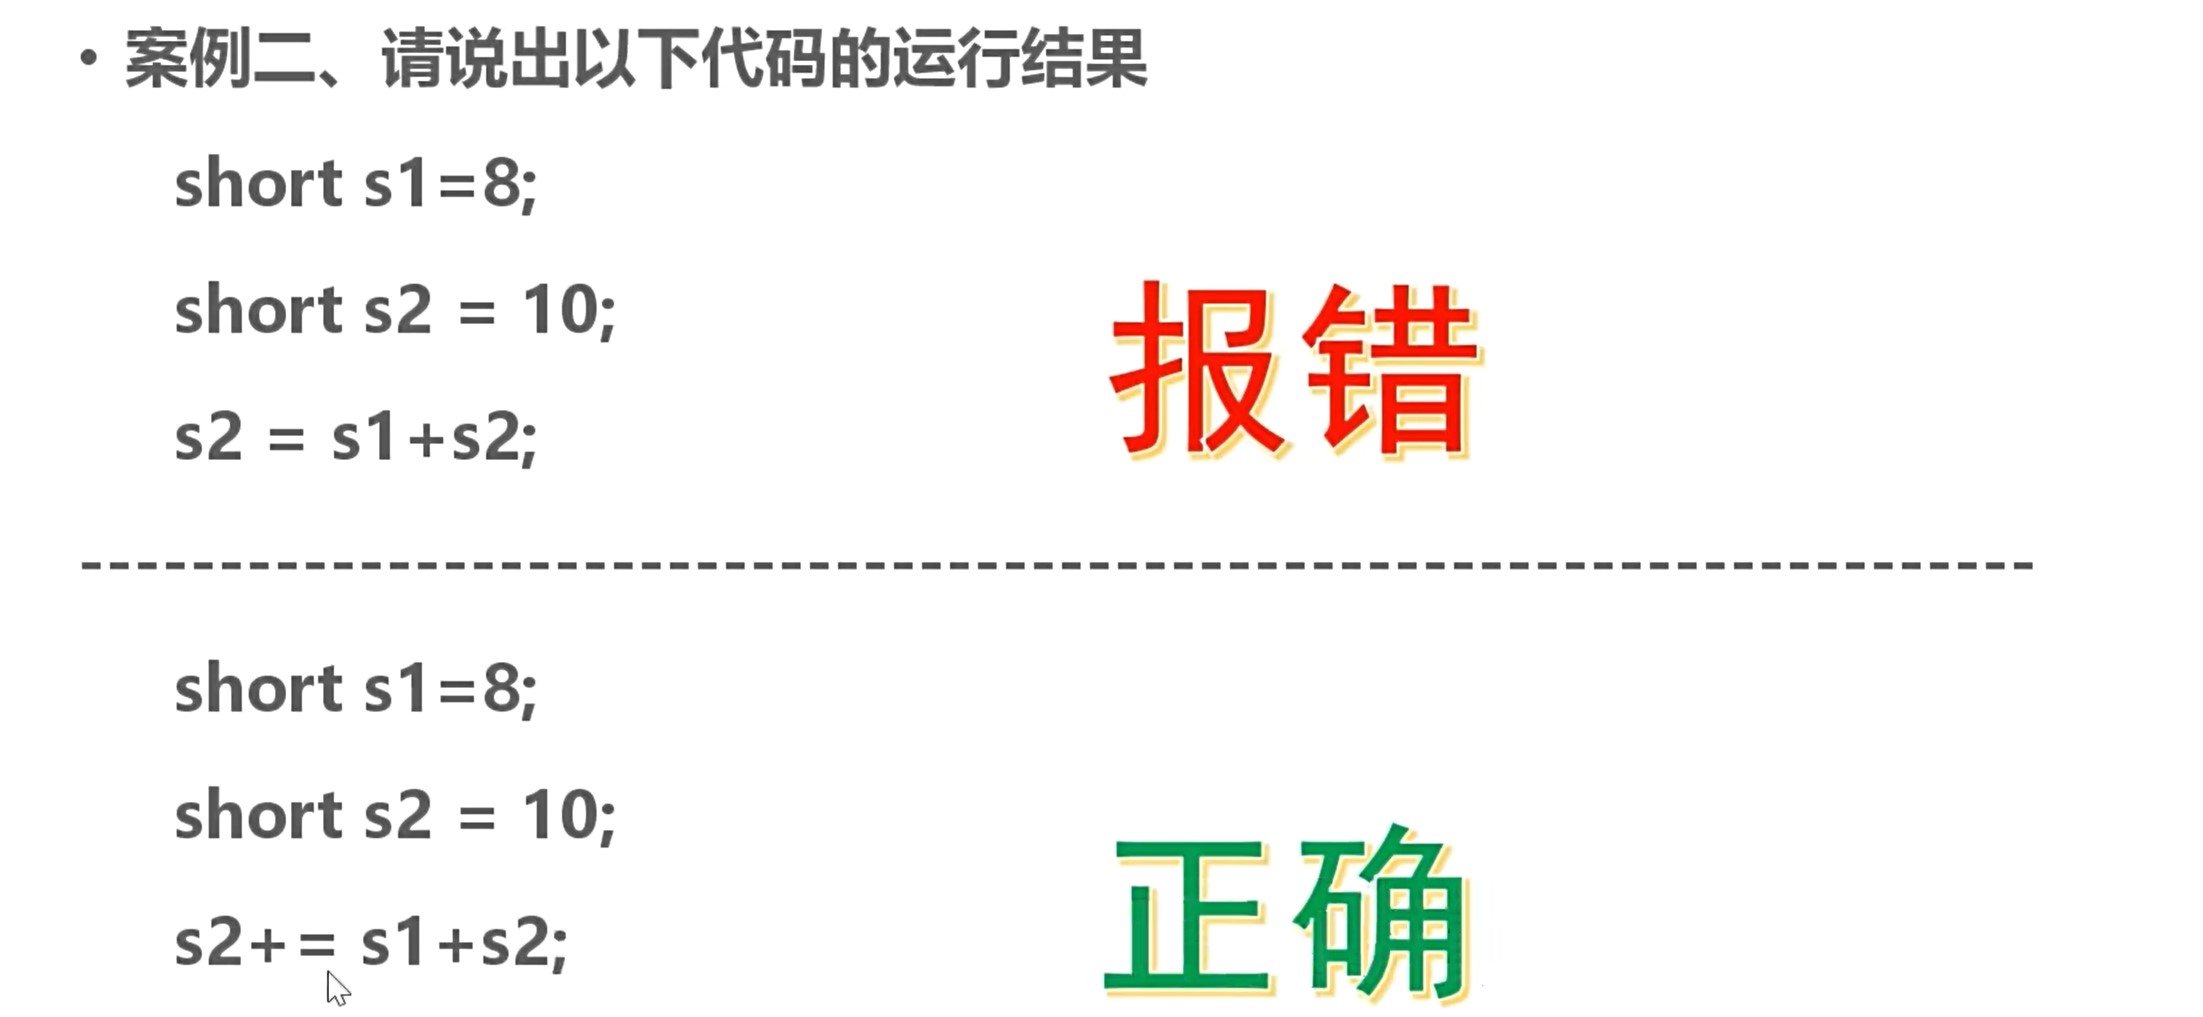 • 案例二、请说出以下代码的运行结果
short s1=8;
short s2 = 10;
报错
s2 = s1+s2;
----------------------------------------------------------------------
short s1=8;
short s2 = 10;
正确
s2+= s1+s2;